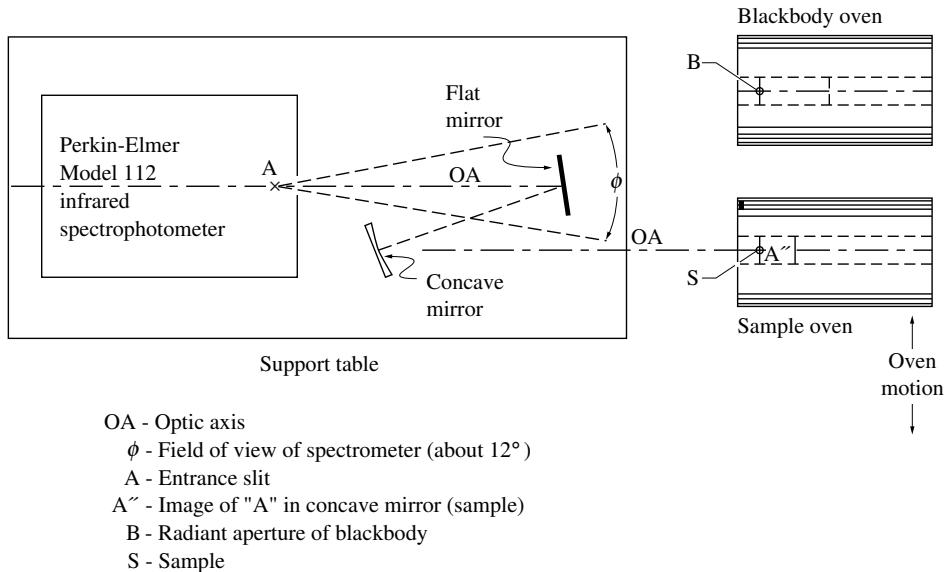 Blackbody oven
B
Flat
mirror
Perkin-Elmer
Model 112
infrared
spectrophotometer
A
OA
ϕ
OA
A˝
S
Concave
mirror
Sample oven
Support table
Oven
motion
OA - Optic axis
ϕ - Field of view of spectrometer (about 12°)
A - Entrance slit
A˝ - Image of "A" in concave mirror (sample)
B - Radiant aperture of blackbody
S - Sample